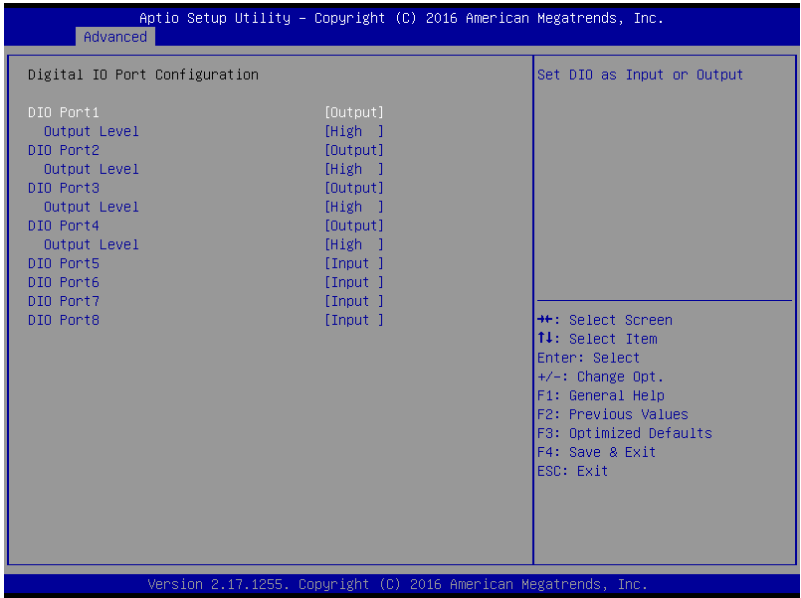 Aptio Setup Utility – Copyright (C) 2016 American Megatrends, Inc.
Advanced
Digital IO Port Configuration
DIO Port1 [Output]
Output Level [High ]
DIO Port2 [Output]
Output Level [High ]
DIO Port3 [Output]
Output Level [High ]
DIO Port4 [Output]
Output Level [High ]
DIO Port5 [Input ]
DIO Port6 [Input ]
DIO Port7 [Input ]
DIO Port8 [Input ]
Set DIO as Input or Output
→←: Select Screen
↑↓: Select Item
Enter: Select
+/-: Change Opt.
F1: General Help
F2: Previous Values
F3: Optimized Defaults
F4: Save & Exit
ESC: Exit
Version 2.17.1255. Copyright (C) 2016 American Megatrends, Inc.